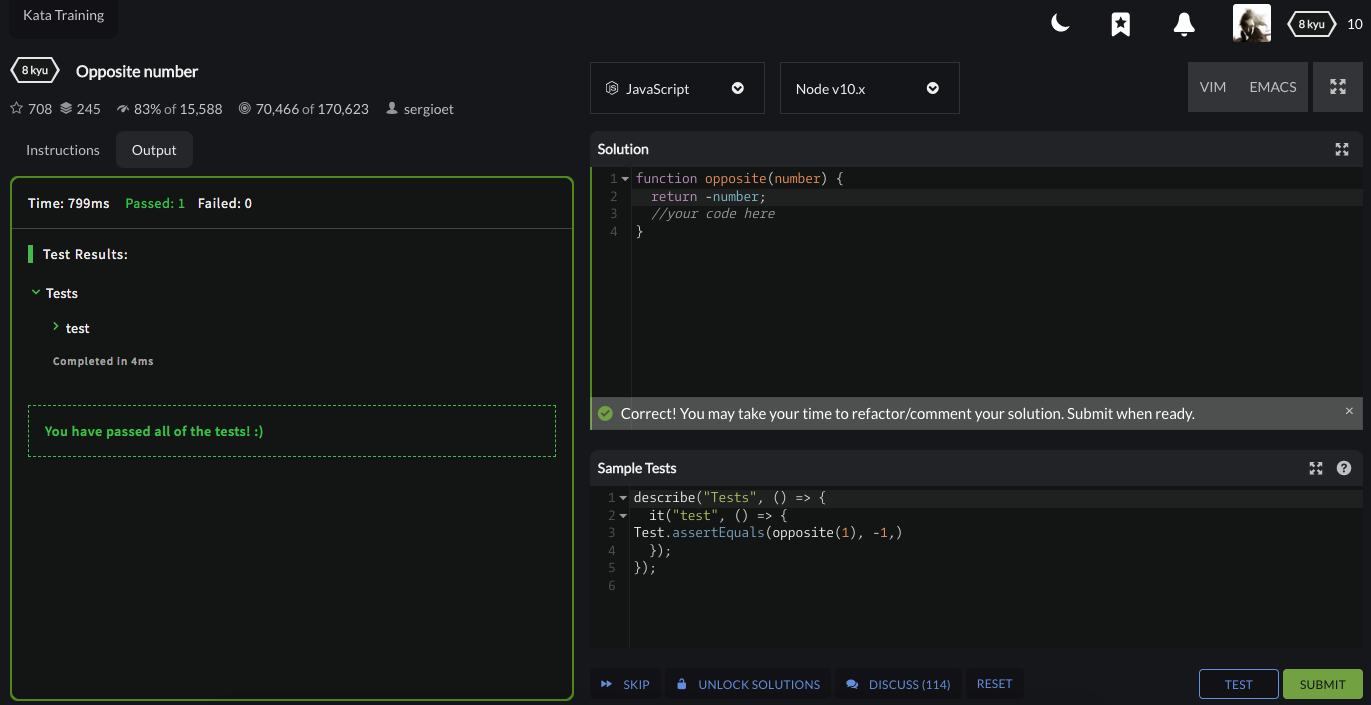 Kata Training
8 kyu
10
8 kyu Opposite number
708 245 83% of 15,588 70,466 of 170,623 sergioet
Instructions Output
Time: 799ms Passed: 1 Failed: 0
Test Results:
Tests
test
Completed in 4ms
You have passed all of the tests! :)
JavaScript Node v10.x VIM EMACS
Solution
1 function opposite(number) {
2 return -number;
3 //your code here
4 }
Correct! You may take your time to refactor/comment your solution. Submit when ready. ×
Sample Tests ?
1 describe("Tests", () => {
2 it("test", () => {
3 Test.assertEquals(opposite(1), -1,)
4 });
5 });
6
SKIP UNLOCK SOLUTIONS DISCUSS (114) RESET TEST SUBMIT